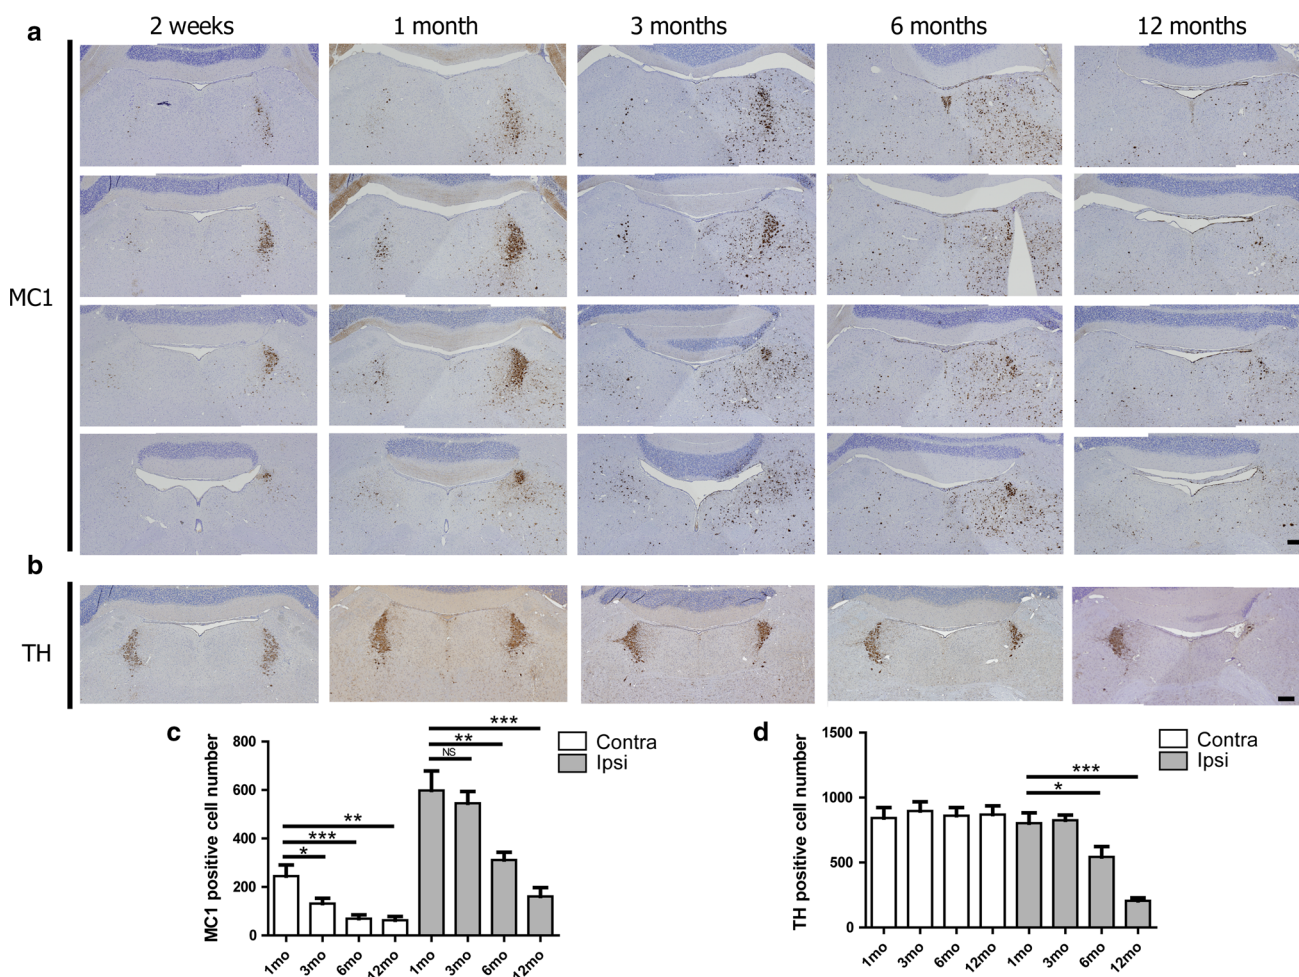 a
2 weeks 1 month 3 months 6 months 12 months
MC1
b
TH
c
MC1 positive cell number
800
600
400
200
0
*
***
**
NS
**
***
Contra
Ipsi
1mo 3mo 6mo 12mo 1mo 3mo 6mo 12mo
d
TH positive cell number
1500
1000
500
0
*
***
Contra
Ipsi
1mo 3mo 6mo 12mo 1mo 3mo 6mo 12mo